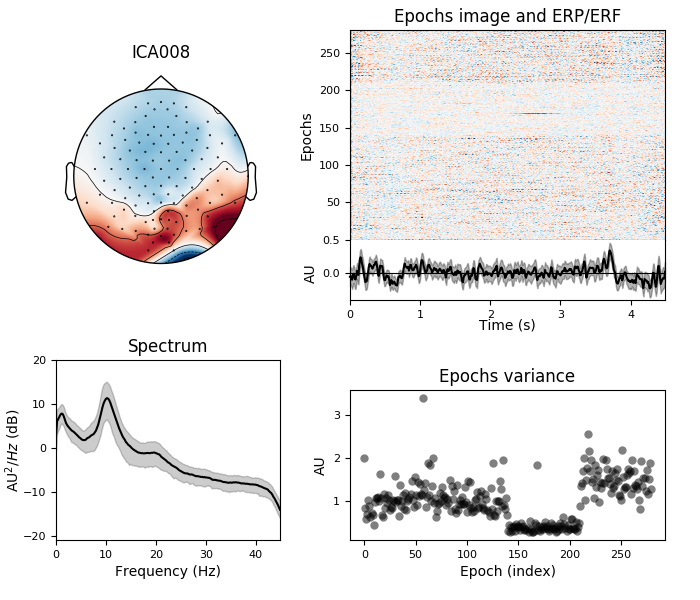 ICA008
Epochs image and ERP/ERF
Epochs
250
200
150
100
50
0.5
0.0
AU
0
1
2
3
4
Time (s)
Spectrum
AU²/Hz (dB)
20
10
0
−10
−20
0
10
20
30
40
Frequency (Hz)
Epochs variance
AU
3
2
1
0
50
100
150
200
250
Epoch (index)